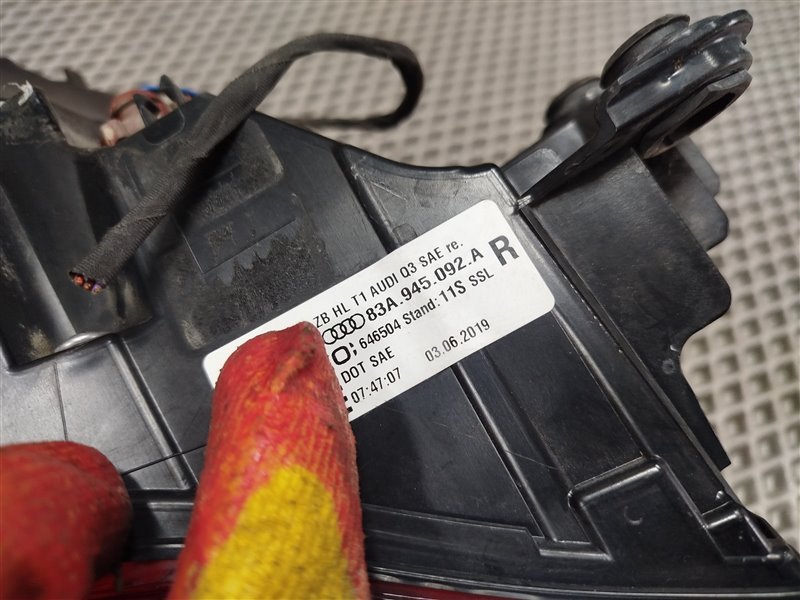 ZB HL T1 AUDI Q3 SAE re.
83A.945.092.A R
646504 Stand: 11S SSL
DOT SAE 03.06.2019
07:47:07